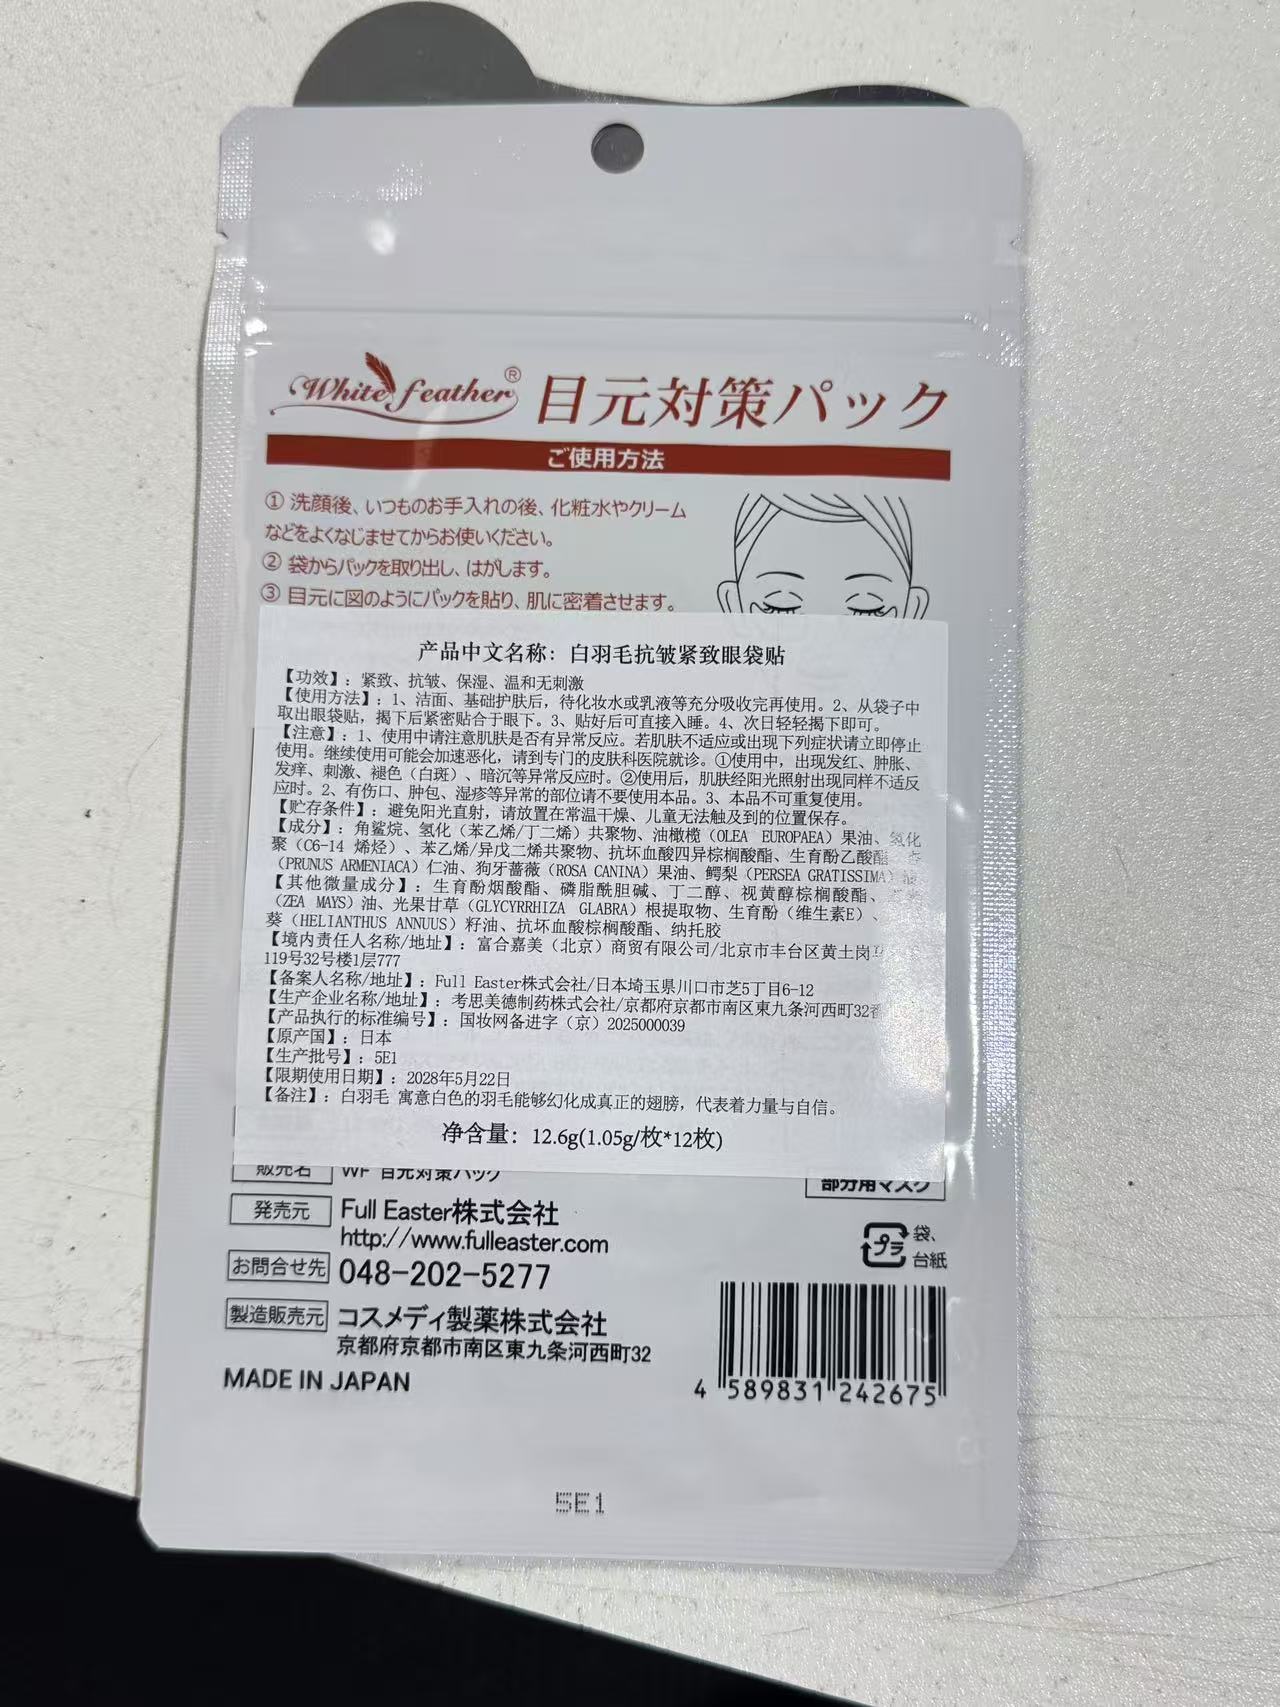 White feather® 目元対策パック
ご使用方法
① 洗顔後、いつものお手入れの後、化粧水やクリーム
などをよくなじませてからお使いください。
② 袋からパックを取り出し、はがします。
③ 目元に図のようにパックを貼り、肌に密着させます。
产品中文名称：白羽毛抗皱紧致眼袋贴
【功效】：紧致、抗皱、保湿、温和无刺激
【使用方法】：1、洁面、基础护肤后，待化妆水或乳液等充分吸收完再使用。2、从袋子中
取出眼袋贴，揭下后紧密贴合于眼下。3、贴好后可直接入睡。4、次日轻轻揭下即可。
【注意】：1、使用中请注意肌肤是否有异常反应。若肌肤不适应或出现下列症状请立即停止
使用。继续使用可能会加速恶化，请到专门的皮肤科医院就诊。①使用中，出现发红、肿胀、
发痒、刺激、褪色（白斑）、暗沉等异常反应时。②使用后，肌肤经阳光照射出现同样不适反
应时。2、有伤口、肿包、湿疹等异常的部位请不要使用本品。3、本品不可重复使用。
【贮存条件】：避免阳光直射，请放置在常温干燥、儿童无法触及到的位置保存。
【成分】：角鲨烷、氢化（苯乙烯/丁二烯）共聚物、油橄榄（OLEA EUROPAEA）果油、氢化
聚（C6-14 烯烃）、苯乙烯/异戊二烯共聚物、抗坏血酸四异棕榈酸酯、生育酚乙酸酯
（PRUNUS ARMENIACA）仁油、狗牙蔷薇（ROSA CANINA）果油、鳄梨（PERSEA GRATISSIMA）
【其他微量成分】：生育酚烟酸酯、磷脂酰胆碱、丁二醇、视黄醇棕榈酸酯、
（ZEA MAYS）油、光果甘草（GLYCYRRHIZA GLABRA）根提取物、生育酚（维生素E）、
葵（HELIANTHUS ANNUUS）籽油、抗坏血酸棕榈酸酯、纳托胶
【境内责任人名称/地址】：富合嘉美（北京）商贸有限公司/北京市丰台区黄土岗
119号32号楼1层777
【备案人名称/地址】：Full Easter株式会社/日本埼玉県川口市芝5丁目6-12
【生产企业名称/地址】：考思美德制药株式会社/京都府京都市南区東九条河西町32
【产品执行的标准编号】：国妆网备进字（京）2025000039
【原产国】：日本
【生产批号】：5E1
【限期使用日期】：2028年5月22日
【备注】：白羽毛 寓意白色的羽毛能够幻化成真正的翅膀，代表着力量与自信。
净含量：12.6g(1.05g/枚*12枚)
販売名 WF 目元対策パック
部分用マスク
発売元 Full Easter株式会社
http://www.fulleaster.com
お問合せ先 048-202-5277
プラ 袋、
台紙
製造販売元 コスメディ製薬株式会社
京都府京都市南区東九条河西町32
MADE IN JAPAN
4 589831 242675
5E1